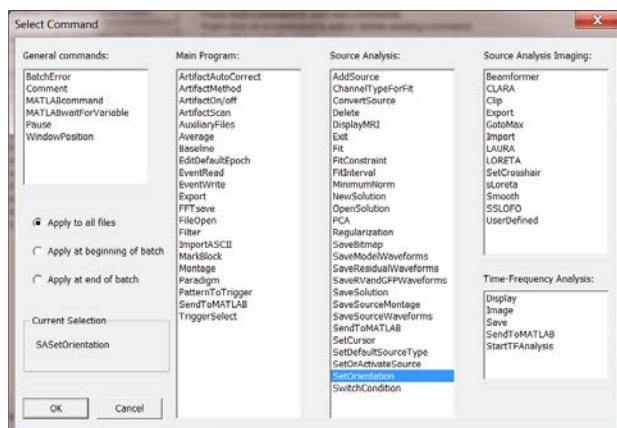 Select Command
General commands:
BatchError
Comment
MATLABcommand
MATLABwaitForVariable
Pause
WindowPosition
Apply to all files
Apply at beginning of batch
Apply at end of batch
Current Selection
SASetOrientation
OK
Cancel
Main Program:
ArtifactAutoCorrect
ArtifactMethod
ArtifactOn/off
ArtifactScan
AuxiliaryFiles
Average
Baseline
EditDefaultEpoch
EventRead
EventWrite
Export
FFTsave
FileOpen
Filter
ImportASCII
MarkBlock
Montage
Paradigm
PatternToTrigger
SendToMATLAB
TriggerSelect
Source Analysis:
AddSource
ChannelTypeForFit
ConvertSource
Delete
DisplayMRI
Exit
Fit
FitConstraint
FitInterval
MinimumNorm
NewSolution
OpenSolution
PCA
Regularization
SaveBitmap
SaveModelWaveforms
SaveResidualWaveforms
SaveRVandGFPWaveforms
SaveSolution
SaveSourceMontage
SaveSourceWaveforms
SendToMATLAB
SetCursor
SetDefaultSourceType
SetOrActivateSource
SetOrientation
SwitchCondition
Source Analysis Imaging:
Beamformer
CLARA
Clip
Export
GotoMax
Import
LAURA
LORETA
SetCrosshair
sLoreta
Smooth
SSLOFO
UserDefined
Time-Frequency Analysis:
Display
Image
Save
SendToMATLAB
StartTFAnalysis